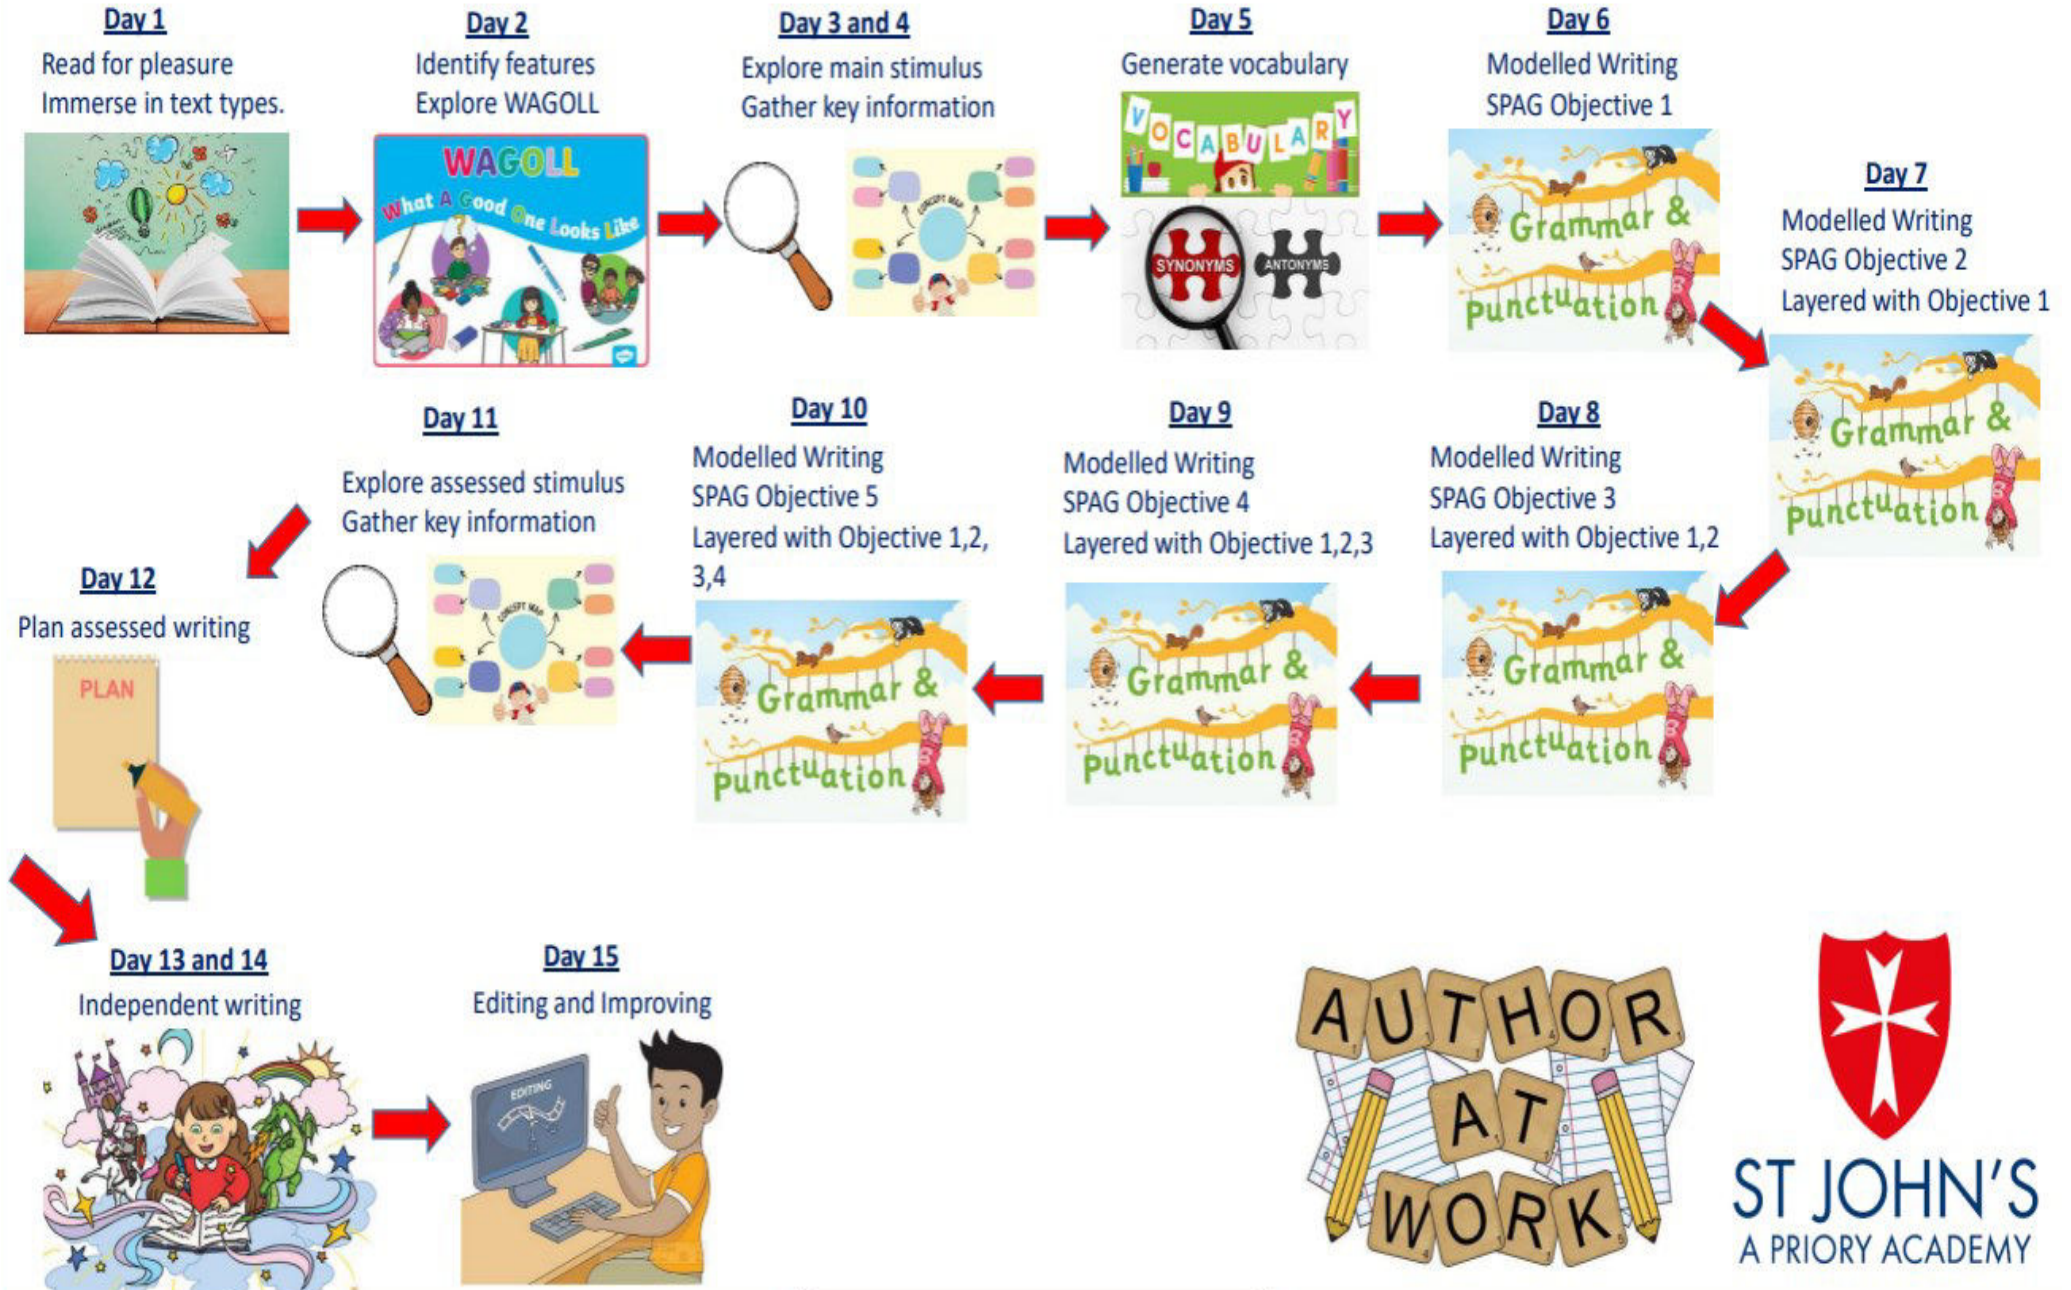 Day 1
Read for pleasure
Immerse in text types.
Day 2
Identify features
Explore WAGOLL
WAGOLL
What A Good One Looks Like
Day 3 and 4
Explore main stimulus
Gather key information
CONCEPT MAP
Day 5
Generate vocabulary
VOCABULARY
SYNONYMS
ANTONYMS
Day 6
Modelled Writing
SPAG Objective 1
Grammar &
Punctuation
Day 7
Modelled Writing
SPAG Objective 2
Layered with Objective 1
Grammar &
Punctuation
Day 8
Modelled Writing
SPAG Objective 3
Layered with Objective 1,2
Grammar &
Punctuation
Day 9
Modelled Writing
SPAG Objective 4
Layered with Objective 1,2,3
Grammar &
Punctuation
Day 10
Modelled Writing
SPAG Objective 5
Layered with Objective 1,2,
3,4
Grammar &
Punctuation
Day 11
Explore assessed stimulus
Gather key information
CONCEPT MAP
Day 12
Plan assessed writing
PLAN
Day 13 and 14
Independent writing
Day 15
Editing and Improving
EDITING
AUTHOR
AT
WORK
ST JOHN'S
A PRIORY ACADEMY